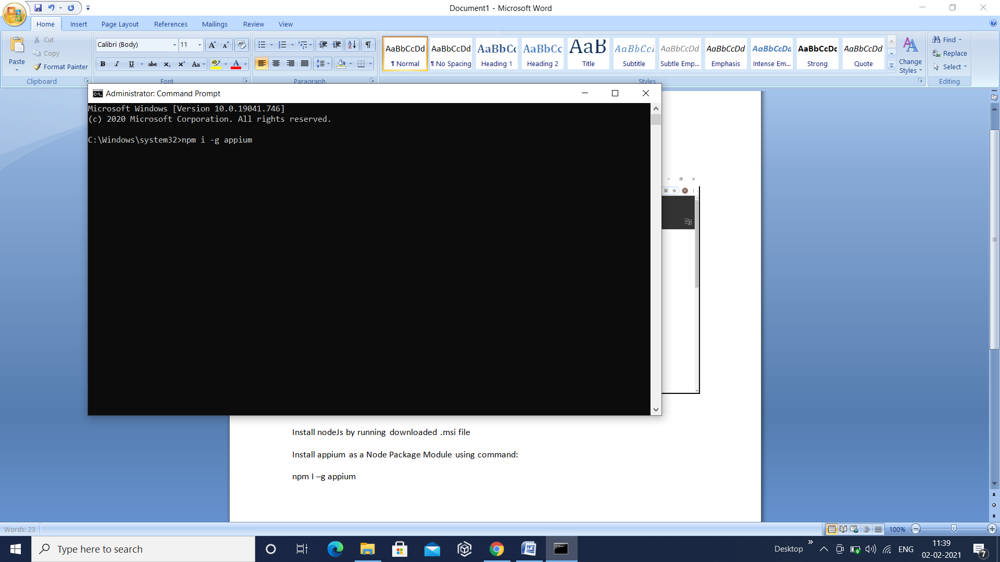 Document1 - Microsoft Word
Home Insert Page Layout References Mailings Review View
Paste
Cut
Copy
Format Painter
Clipboard
Calibri (Body) 11
B I U abc x₂ x² Aa
Font
Paragraph
AaBbCcDd AaBbCcDd AaBbCc AaBbCc AaB AaBbCcI AaBbCcDd AaBbCcDd AaBbCcDd AaBbCcDc AaBbCcDd
¶ Normal ¶ No Spacing Heading 1 Heading 2 Title Subtitle Subtle Emp... Emphasis Intense Em... Strong Quote
Change
Styles
Styles
Find
Replace
Select
Editing
Administrator: Command Prompt
Microsoft Windows [Version 10.0.19041.746]
(c) 2020 Microsoft Corporation. All rights reserved.
C:\Windows\system32>npm i -g appium
P
Install nodeJs by running downloaded .msi file
Install appium as a Node Package Module using command:
npm I –g appium
Words: 23
100%
Type here to search
Desktop
ENG
11:39
02-02-2021
7